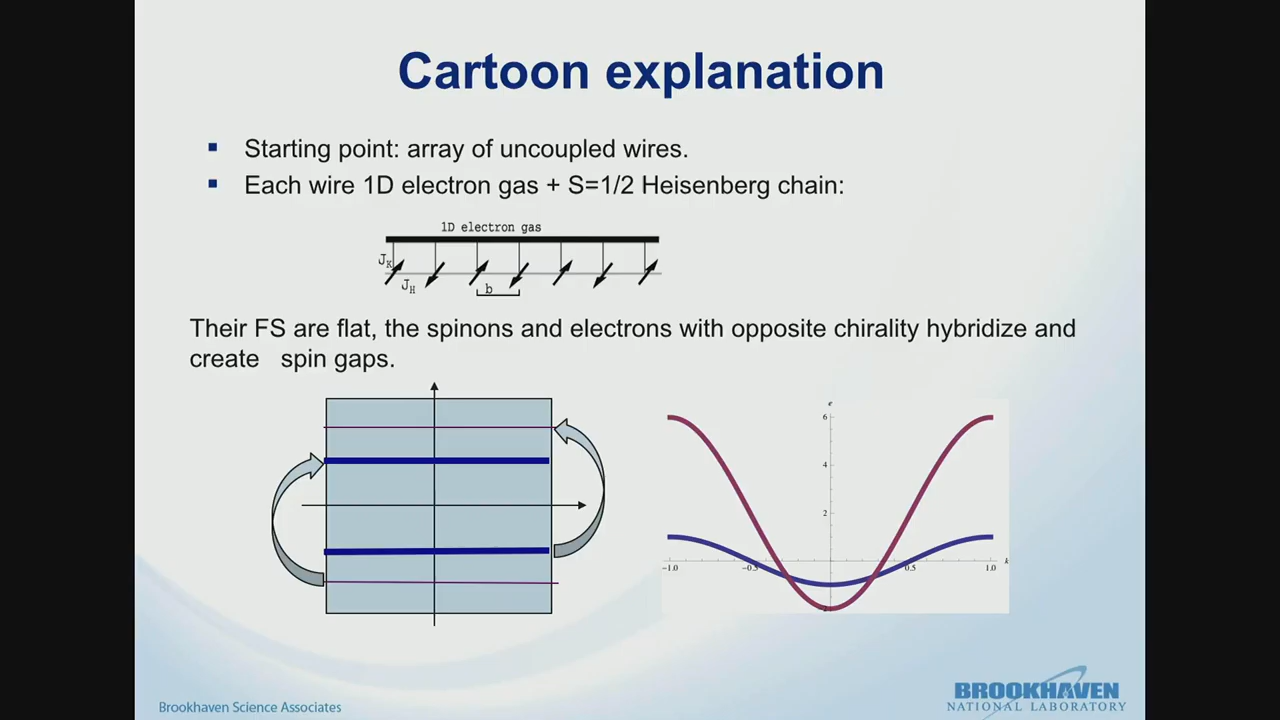 Cartoon explanation
Starting point: array of uncoupled wires.
Each wire 1D electron gas + S=1/2 Heisenberg chain:
1D electron gas
JK
JH
b
Their FS are flat, the spinons and electrons with opposite chirality hybridize and
create spin gaps.
6
4
2
-1.0 -0.5 0.5 1.0 k
Brookhaven Science Associates
BROOKHAVEN
NATIONAL LABORATORY